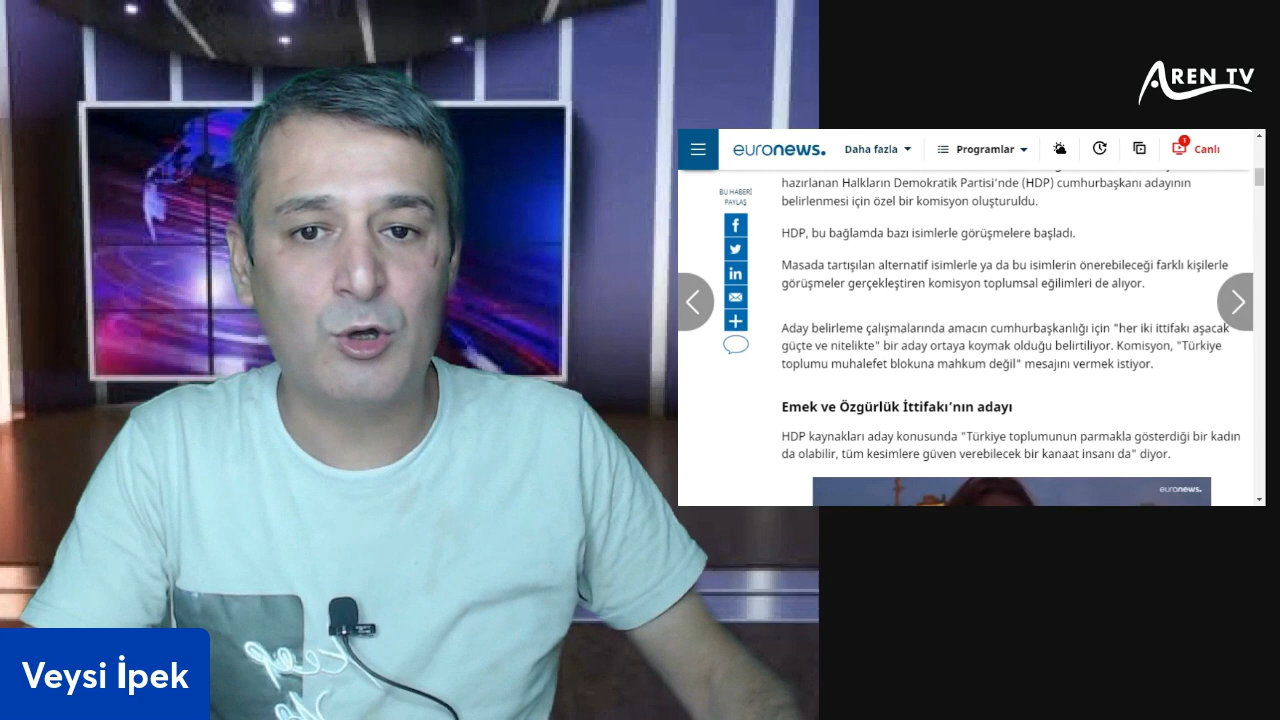 AREN TV
euronews.
Daha fazla
Programlar
1
Canlı
BU HABERİ
PAYLAŞ
hazırlanan Halkların Demokratik Partisi'nde (HDP) cumhurbaşkanı adayının
belirlenmesi için özel bir komisyon oluşturuldu.
HDP, bu bağlamda bazı isimlerle görüşmelere başladı.
Masada tartışılan alternatif isimlerle ya da bu isimlerin önerebileceği farklı kişilerle
görüşmeler gerçekleştiren komisyon toplumsal eğilimleri de alıyor.
Aday belirleme çalışmalarında amacın cumhurbaşkanlığı için "her iki ittifakı aşacak
güçte ve nitelikte" bir aday ortaya koymak olduğu belirtiliyor. Komisyon, "Türkiye
toplumu muhalefet blokuna mahkum değil" mesajını vermek istiyor.
Emek ve Özgürlük İttifakı’nın adayı
HDP kaynakları aday konusunda "Türkiye toplumunun parmakla gösterdiği bir kadın
da olabilir, tüm kesimlere güven verebilecek bir kanaat insanı da" diyor.
euronews.
Veysi İpek